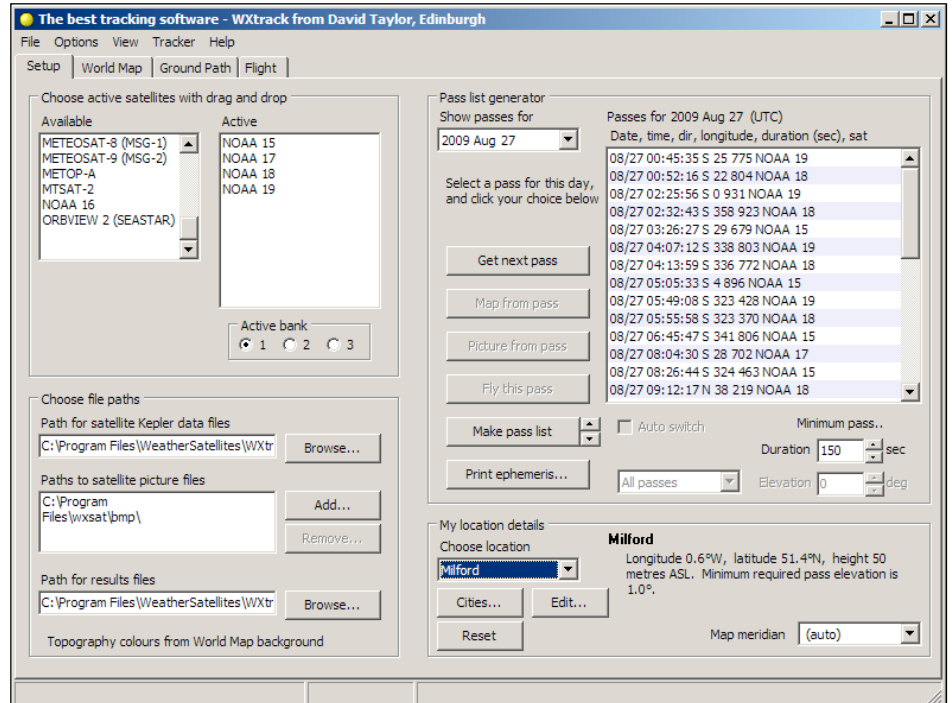 The best tracking software - WXtrack from David Taylor, Edinburgh
File Options View Tracker Help
Setup World Map Ground Path Flight
Choose active satellites with drag and drop
Available
METEOSAT-8 (MSG-1)
METEOSAT-9 (MSG-2)
METOP-A
MTSAT-2
NOAA 16
ORBVIEW 2 (SEASTAR)
Active
NOAA 15
NOAA 17
NOAA 18
NOAA 19
Active bank
1 2 3
Choose file paths
Path for satellite Kepler data files
C:\Program Files\WeatherSatellites\WXtr
Browse...
Paths to satellite picture files
C:\Program
Files\wxsat\bmp\
Add...
Remove...
Path for results files
C:\Program Files\WeatherSatellites\WXtr
Browse...
Topography colours from World Map background
Pass list generator
Show passes for
2009 Aug 27
Select a pass for this day,
and click your choice below
Get next pass
Map from pass
Picture from pass
Fly this pass
Make pass list
Print ephemeris...
Passes for 2009 Aug 27 (UTC)
Date, time, dir, longitude, duration (sec), sat
08/27 00:45:35 S 25 775 NOAA 19
08/27 00:52:16 S 22 804 NOAA 18
08/27 02:25:56 S 0 931 NOAA 19
08/27 02:32:43 S 358 923 NOAA 18
08/27 03:26:27 S 29 679 NOAA 15
08/27 04:07:12 S 338 803 NOAA 19
08/27 04:13:59 S 336 772 NOAA 18
08/27 05:05:33 S 4 896 NOAA 15
08/27 05:49:08 S 323 428 NOAA 19
08/27 05:55:58 S 323 370 NOAA 18
08/27 06:45:47 S 341 806 NOAA 15
08/27 08:04:30 S 28 702 NOAA 17
08/27 08:26:44 S 324 463 NOAA 15
08/27 09:12:17 N 38 219 NOAA 18
Auto switch
All passes
Minimum pass..
Duration 150 sec
Elevation 0 deg
My location details
Choose location
Milford
Cities...
Edit...
Reset
Milford
Longitude 0.6°W, latitude 51.4°N, height 50
metres ASL. Minimum required pass elevation is
1.0°.
Map meridian (auto)